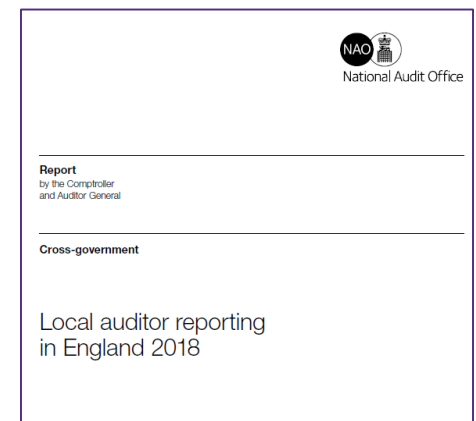 NAO
National Audit Office
Report
by the Comptroller
and Auditor General
Cross-government
Local auditor reporting
in England 2018